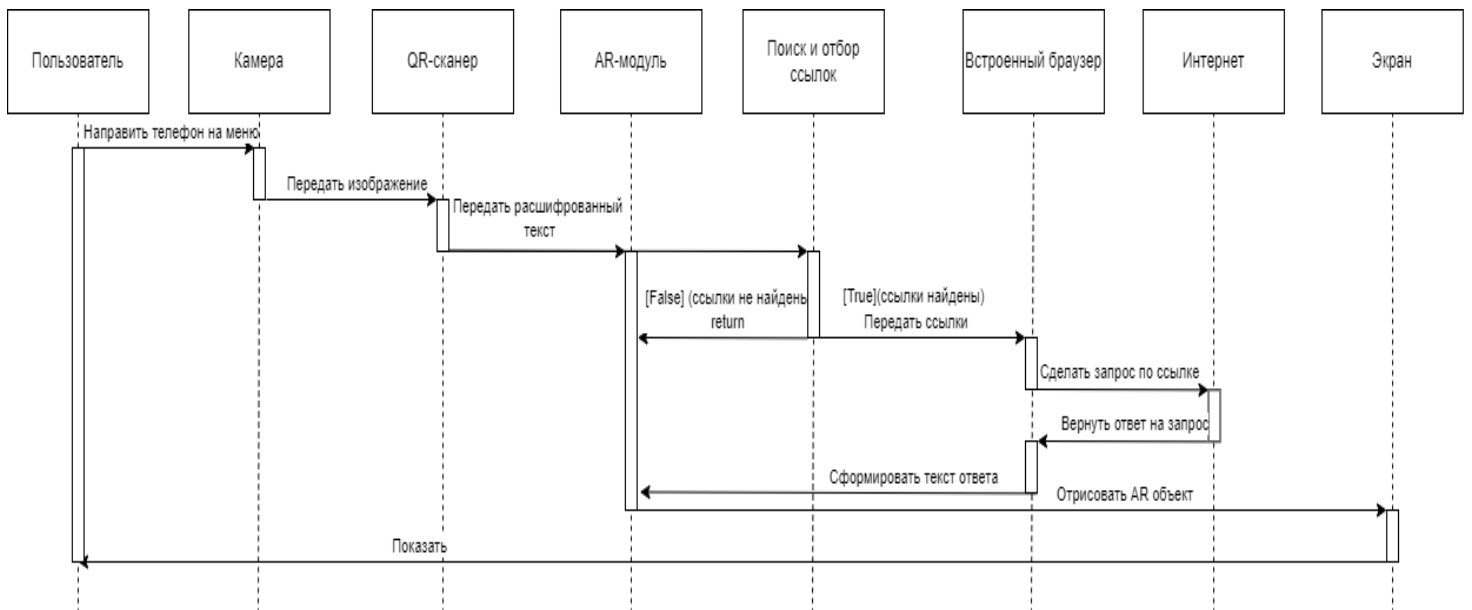 Пользователь
Камера
QR-сканер
AR-модуль
Поиск и отбор
ссылок
Встроенный браузер
Интернет
Экран
Направить телефон на меню
Передать изображение
Передать расшифрованный
текст
[False] (ссылки не найдены
return
[True](ссылки найдены)
Передать ссылки
Сделать запрос по ссылке
Вернуть ответ на запрос
Сформировать текст ответа
Отрисовать AR объект
Показать